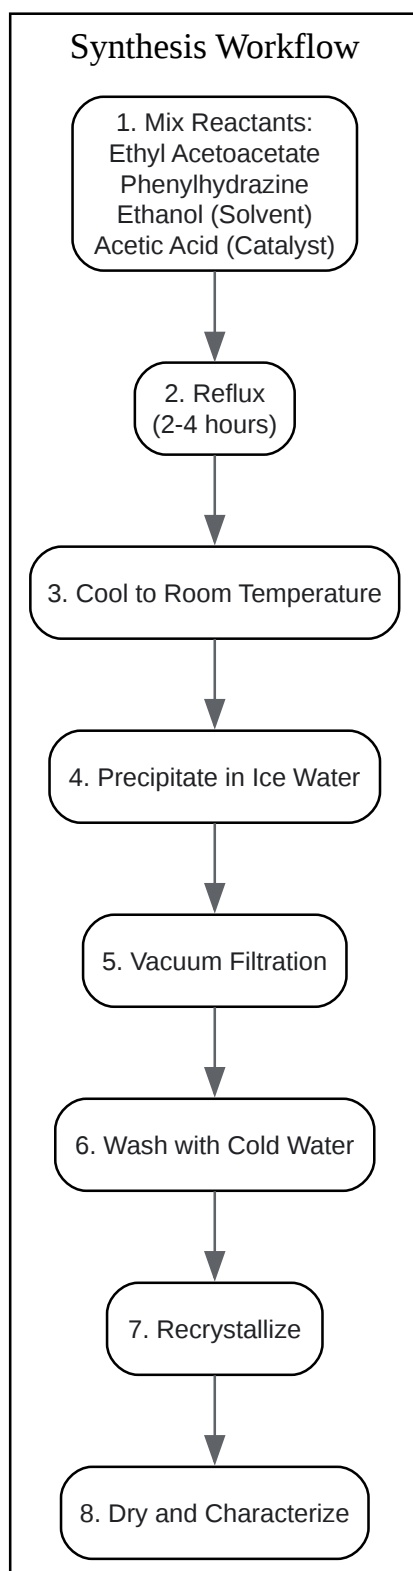 Synthesis Workflow
1. Mix Reactants:
Ethyl Acetoacetate
Phenylhydrazine
Ethanol (Solvent)
Acetic Acid (Catalyst)
2. Reflux
(2-4 hours)
3. Cool to Room Temperature
4. Precipitate in Ice Water
5. Vacuum Filtration
6. Wash with Cold Water
7. Recrystallize
8. Dry and Characterize